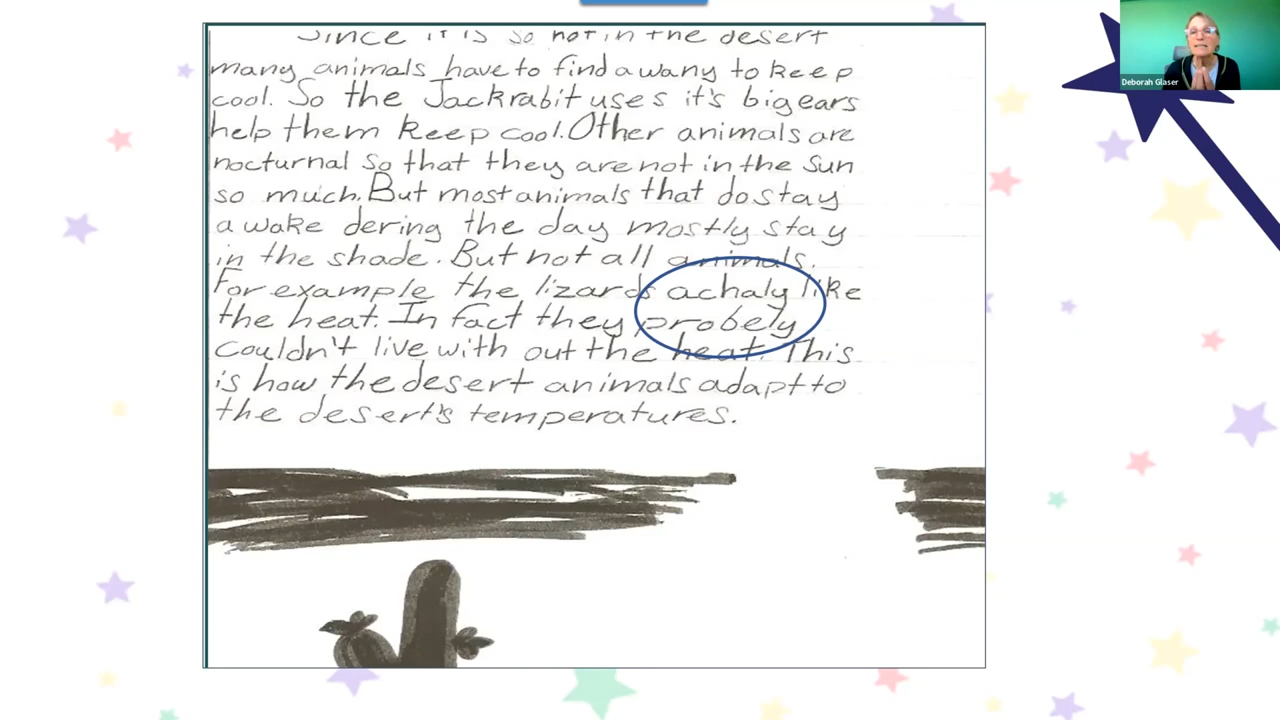 Since it is so hot in the desert
many animals have to find a wany to keep
cool. So the Jackrabit uses it's big ears
help them keep cool. Other animals are
nocturnal so that they are not in the sun
so much. But most animals that do stay
awake dering the day mostly stay
in the shade. But not all animals.
For example the lizards achaly like
the heat. In fact they probely
couldn't live with out the heat. This
is how the desert animals adapt to
the desert's temperatures.
Deborah Glaser